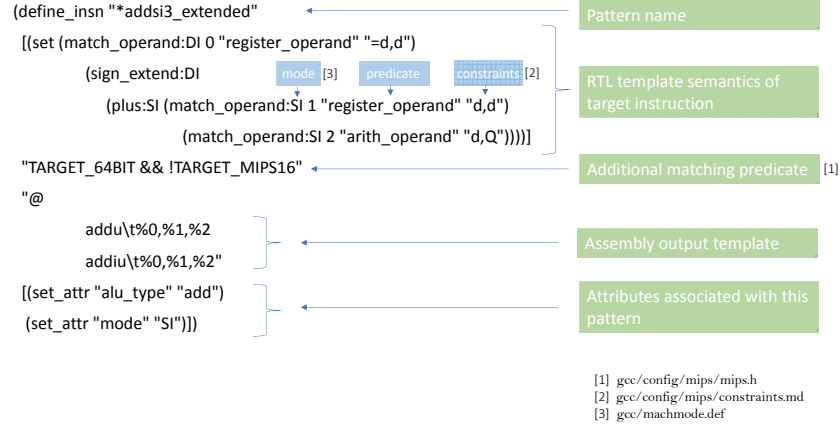 (define_insn "*addsi3_extended"
Pattern name
[(set (match_operand:DI 0 "register_operand" "=d,d")
(sign_extend:DI
mode [3] predicate constraints [2]
(plus:SI (match_operand:SI 1 "register_operand" "d,d")
(match_operand:SI 2 "arith_operand" "d,Q"))))]
RTL template semantics of
target instruction
"TARGET_64BIT && !TARGET_MIPS16"
Additional matching predicate [1]
"@
addu\t%0,%1,%2
addiu\t%0,%1,%2"
Assembly output template
[(set_attr "alu_type" "add")
(set_attr "mode" "SI")])
Attributes associated with this
pattern
[1] gcc/config/mips/mips.h
[2] gcc/config/mips/constraints.md
[3] gcc/machmode.def